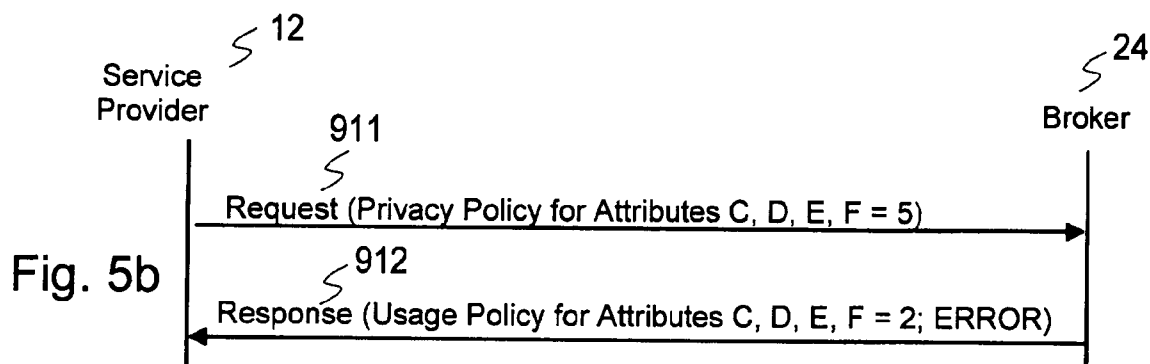 12
Service
Provider
24
Broker
911
Request (Privacy Policy for Attributes C, D, E, F = 5)
Fig. 5b
912
Response (Usage Policy for Attributes C, D, E, F = 2; ERROR)